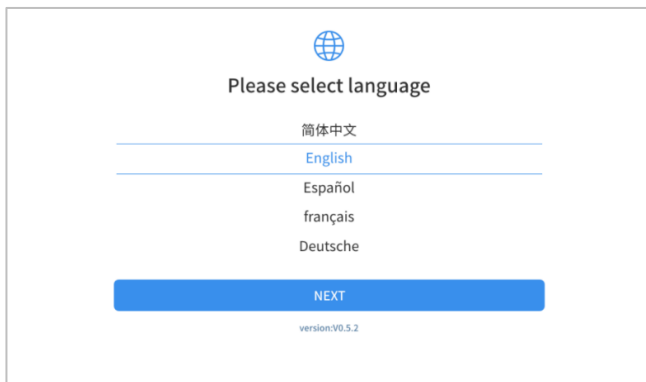 Please select language
简体中文
English
Español
français
Deutsche
NEXT
version:V0.5.2